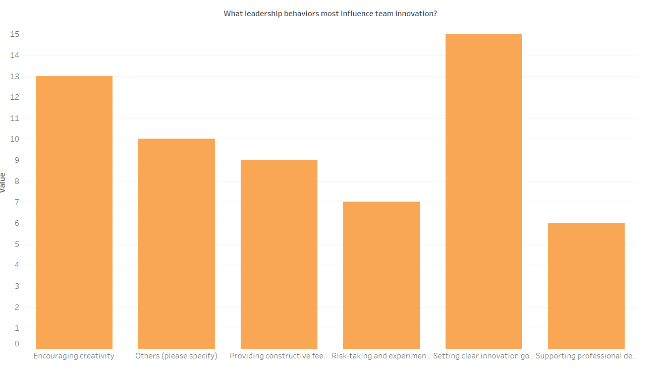 What leadership behaviors most influence team innovation?
15
14
13
12
11
10
9
8
7
6
5
4
3
2
1
0
Value
Encouraging creativity
Others (please specify)
Providing constructive fee..
Risk-taking and experimen..
Setting clear innovation go..
Supporting professional de..